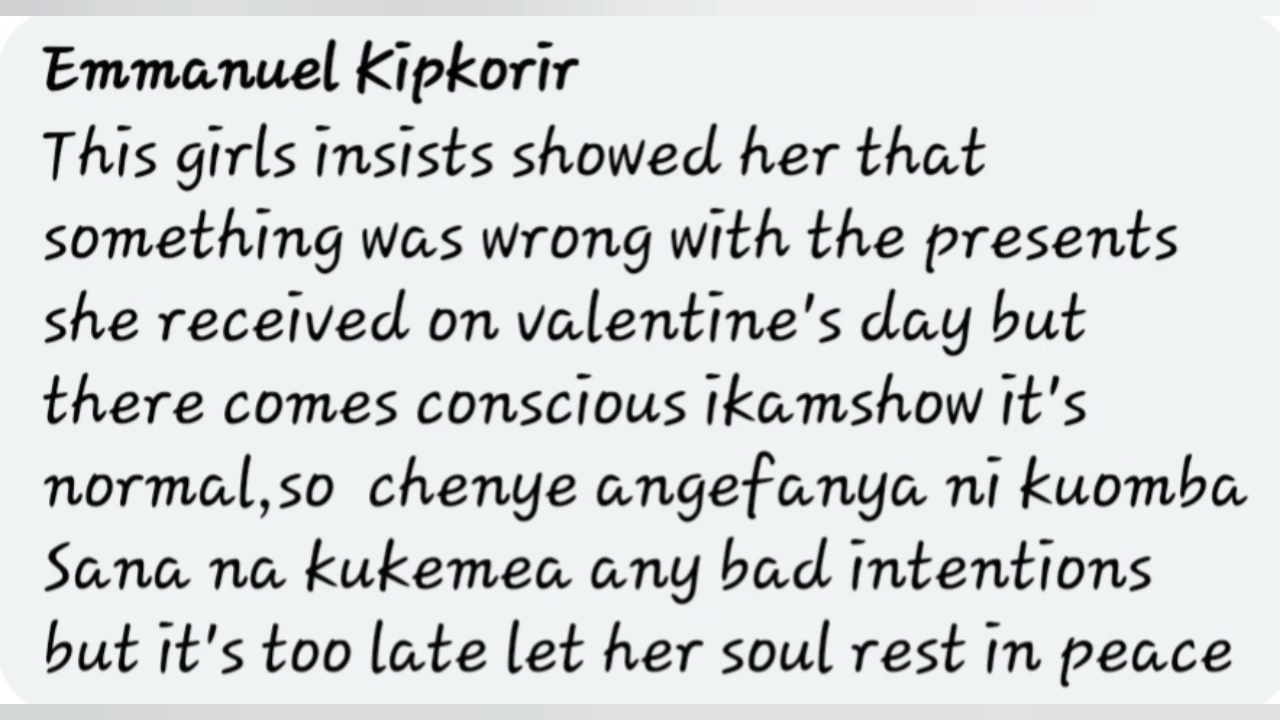 Emmanuel Kipkorir
This girls insists showed her that
something was wrong with the presents
she received on valentine's day but
there comes conscious ikamshow it's
normal,so chenye angefanya ni kuomba
Sana na kukemea any bad intentions
but it's too late let her soul rest in peace